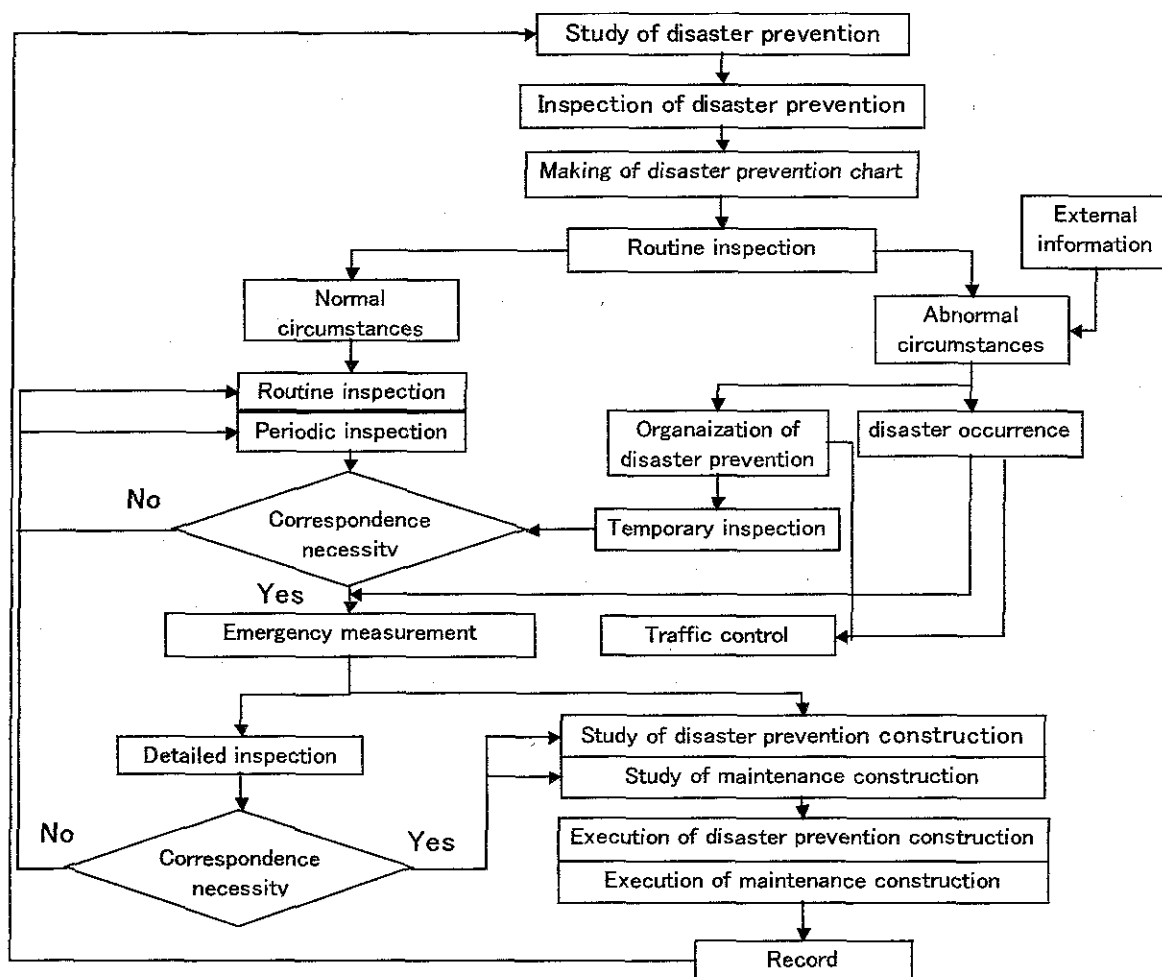 Study of disaster prevention
Inspection of disaster prevention
Making of disaster prevention chart
External
information
Routine inspection
Normal
circumstances
Abnormal
circumstances
Routine inspection
Periodic inspection
Organaization of
disaster prevention
disaster occurrence
No
Correspondence
necessity
Temporary inspection
Yes
Emergency measurement
Traffic control
Study of disaster prevention construction
Detailed inspection
Study of maintenance construction
No
Yes
Execution of disaster prevention construction
Correspondence
necessity
Execution of maintenance construction
Record